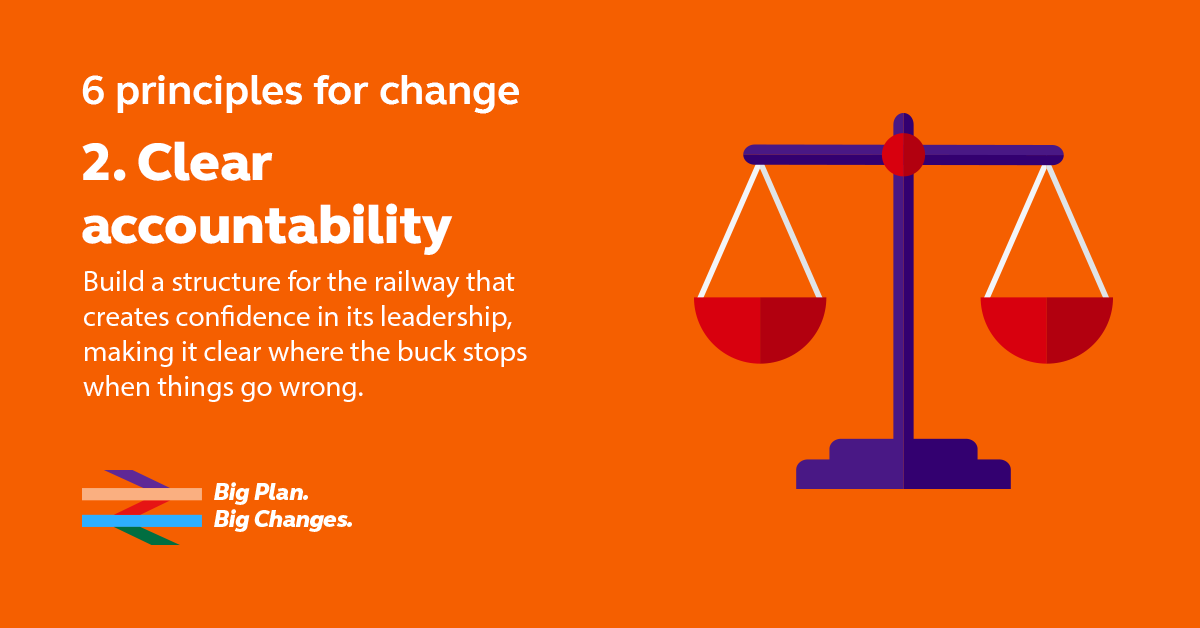 6 principles for change
2. Clear
accountability
Build a structure for the railway that
creates confidence in its leadership,
making it clear where the buck stops
when things go wrong.
Big Plan.
Big Changes.